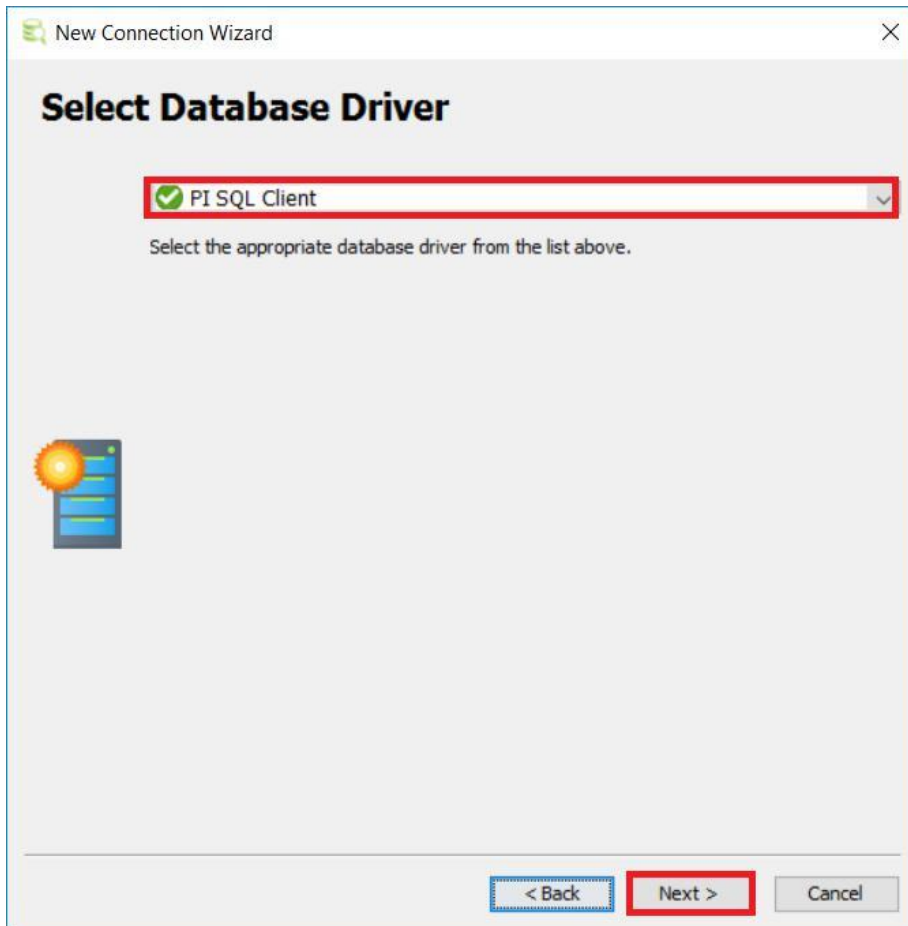 New Connection Wizard
Select Database Driver
PI SQL Client
Select the appropriate database driver from the list above.
< Back
Next >
Cancel